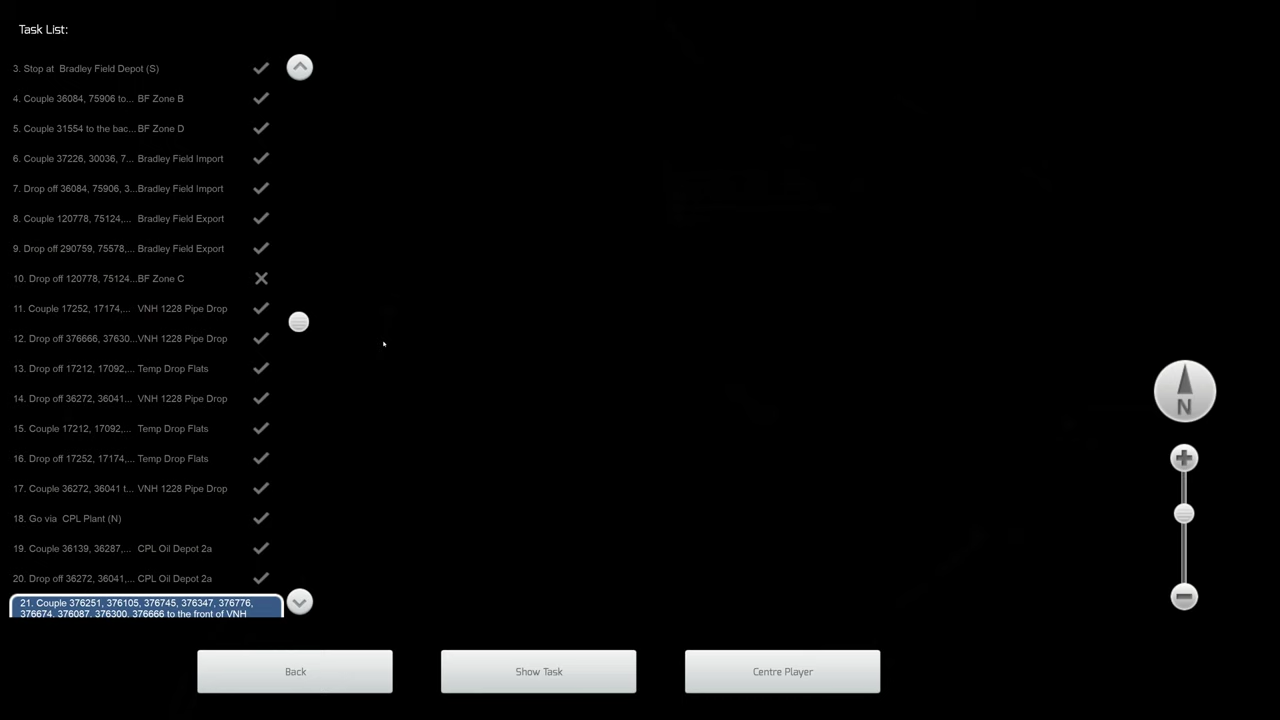 Task List:
3. Stop at Bradley Field Depot (S)
4. Couple 36084, 75906 to... BF Zone B
5. Couple 31554 to the bac... BF Zone D
6. Couple 37226, 30036, 7... Bradley Field Import
7. Drop off 36084, 75906, 3...Bradley Field Import
8. Couple 120778, 75124,... Bradley Field Export
9. Drop off 290759, 75578,... Bradley Field Export
10. Drop off 120778, 75124...BF Zone C
11. Couple 17252, 17174,... VNH 1228 Pipe Drop
12. Drop off 376666, 37630...VNH 1228 Pipe Drop
13. Drop off 17212, 17092,... Temp Drop Flats
14. Drop off 36272, 36041... VNH 1228 Pipe Drop
15. Couple 17212, 17092,... Temp Drop Flats
16. Drop off 17252, 17174,... Temp Drop Flats
17. Couple 36272, 36041 t... VNH 1228 Pipe Drop
18. Go via CPL Plant (N)
19. Couple 36139, 36287,... CPL Oil Depot 2a
20. Drop off 36272, 36041,... CPL Oil Depot 2a
21. Couple 376251, 376105, 376745, 376347, 376776,
376674, 376087, 376300, 376666 to the front of VNH
N
Back
Show Task
Centre Player